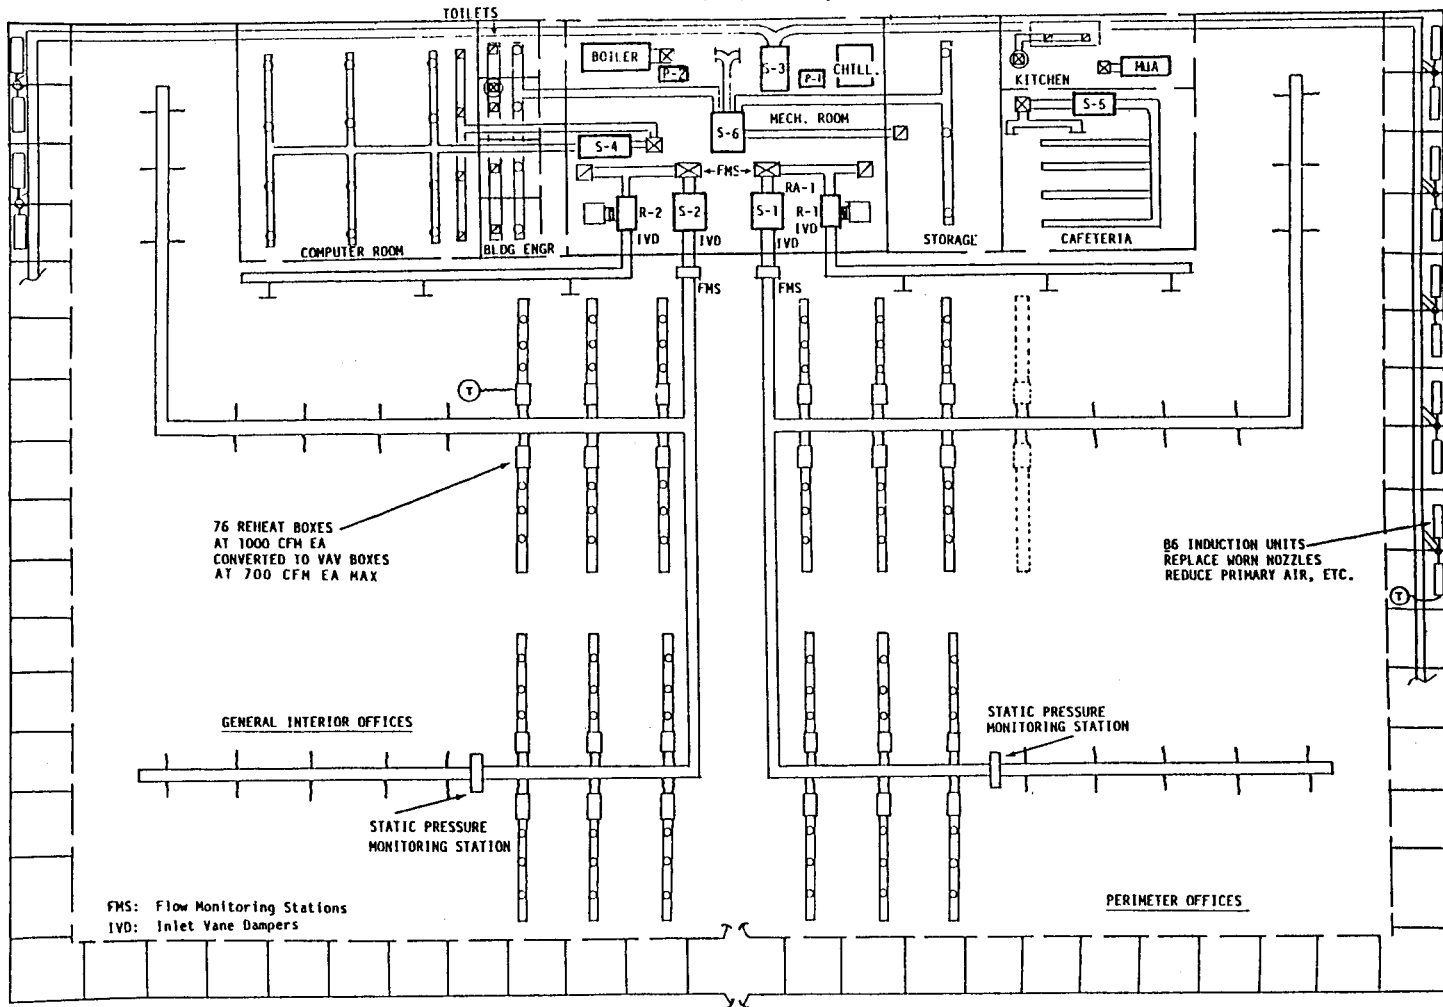 TOILETS
BOILER
P-2
S-3
P-1
CHILL.
KITCHEN
MUA
S-5
MECH. ROOM
S-6
S-4
FMS
RA-1
R-2
S-2
S-1
R-1
IVD
IVD
IVD
IVD
COMPUTER ROOM
BLDG ENGR
STORAGE
CAFETERIA
FMS
FMS
T
76 REHEAT BOXES
AT 1000 CFM EA
CONVERTED TO VAV BOXES
AT 700 CFM EA MAX
86 INDUCTION UNITS
REPLACE WORN NOZZLES
REDUCE PRIMARY AIR, ETC.
T
GENERAL INTERIOR OFFICES
STATIC PRESSURE
MONITORING STATION
STATIC PRESSURE
MONITORING STATION
PERIMETER OFFICES
FMS: Flow Monitoring Stations
IVD: Inlet Vane Dampers